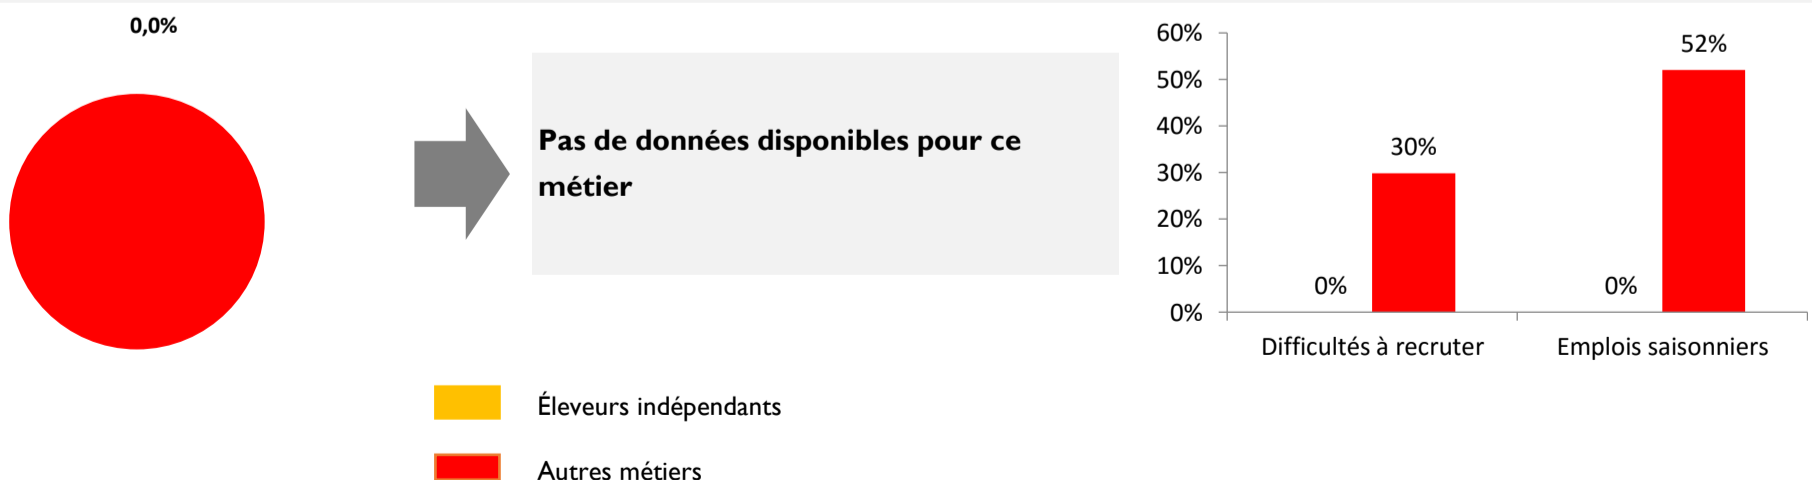 0,0%
Pas de données disponibles pour ce
métier
Éleveurs indépendants
Autres métiers
60%
50%
40%
30%
20%
10%
0%
0%
30%
0%
52%
Difficultés à recruter
Emplois saisonniers